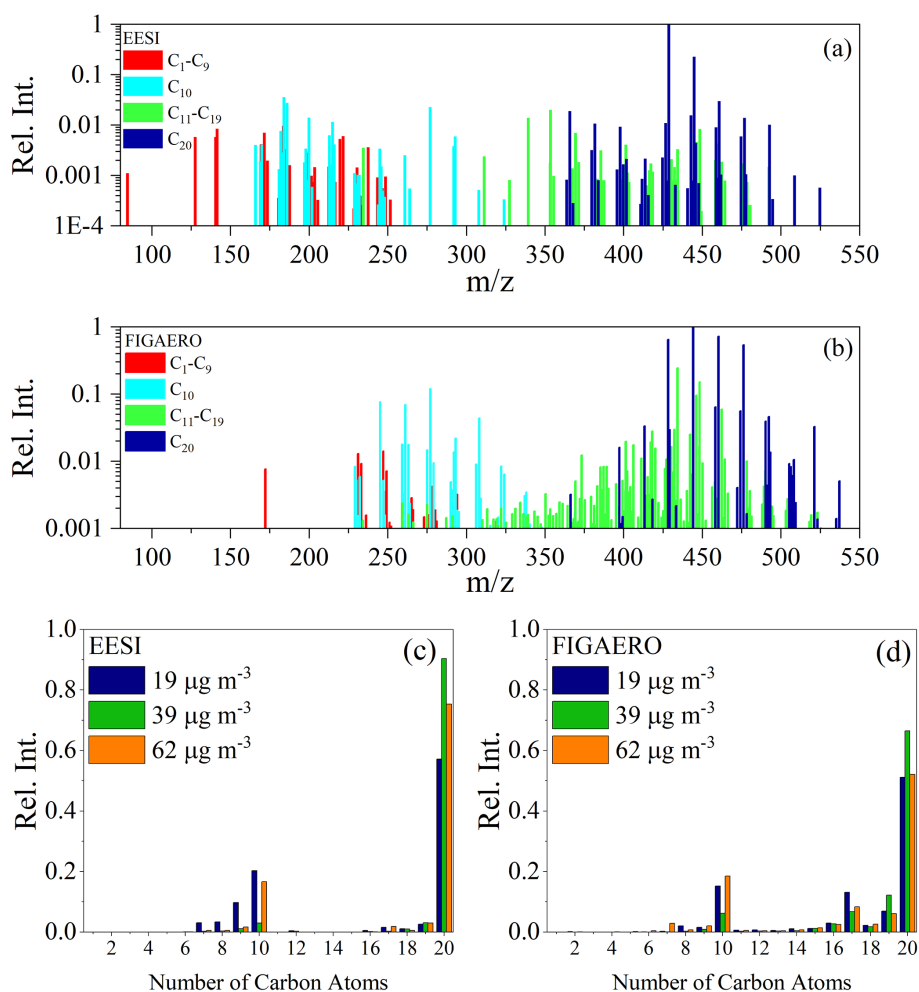 EESI
C₁-C₉
C₁₀
C₁₁-C₁₉
C₂₀
(a)
Rel. Int.
1
0.1
0.01
0.001
1E-4
100 150 200 250 300 350 400 450 500 550
m/z
FIGAERO
C₁-C₉
C₁₀
C₁₁-C₁₉
C₂₀
(b)
Rel. Int.
1
0.1
0.01
0.001
100 150 200 250 300 350 400 450 500 550
m/z
EESI
19 µg m⁻³
39 µg m⁻³
62 µg m⁻³
(c)
Rel. Int.
1.0
0.8
0.6
0.4
0.2
0.0
2 4 6 8 10 12 14 16 18 20
Number of Carbon Atoms
FIGAERO
19 µg m⁻³
39 µg m⁻³
62 µg m⁻³
(d)
Rel. Int.
1.0
0.8
0.6
0.4
0.2
0.0
2 4 6 8 10 12 14 16 18 20
Number of Carbon Atoms